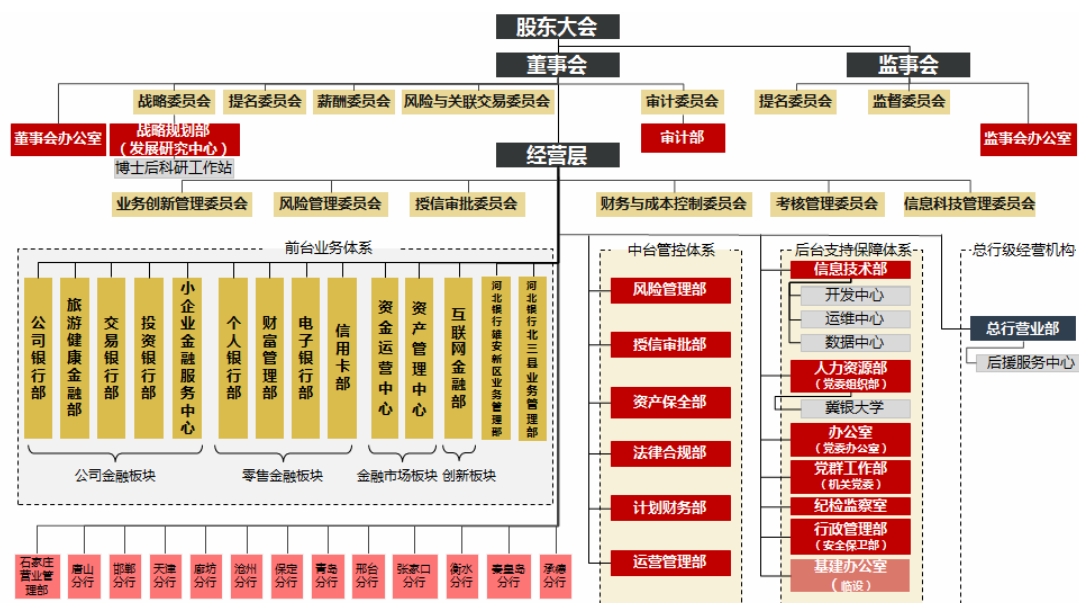 股东大会
董事会
监事会
战略委员会
提名委员会
薪酬委员会
风险与关联交易委员会
审计委员会
提名委员会
监督委员会
董事会办公室
战略规划部
（发展研究中心）
博士后科研工作站
审计部
监事会办公室
经营层
业务创新管理委员会
风险管理委员会
授信审批委员会
财务与成本控制委员会
考核管理委员会
信息科技管理委员会
前台业务体系
公司银行部
旅游健康金融部
交易银行部
投资银行部
小企业金融服务中心
个人银行部
财富管理部
电子银行部
信用卡部
资金运营中心
资产管理中心
互联网金融部
河北银行雄安新区业务管理部
河北银行北三县业务管理部
公司金融板块
零售金融板块
金融市场板块
创新板块
中台管控体系
风险管理部
授信审批部
资产保全部
法律合规部
计划财务部
运营管理部
后台支持保障体系
信息技术部
开发中心
运维中心
数据中心
人力资源部
（党委组织部）
冀银大学
办公室
（党委办公室）
党群工作部
（机关党委）
纪检监察室
行政管理部
（安全保卫部）
基建办公室
（临设）
总行级经营机构
总行营业部
后援服务中心
石家庄
营业管
理部
唐山
分行
邯郸
分行
天津
分行
廊坊
分行
沧州
分行
保定
分行
青岛
分行
邢台
分行
张家口
分行
衡水
分行
秦皇岛
分行
承德
分行